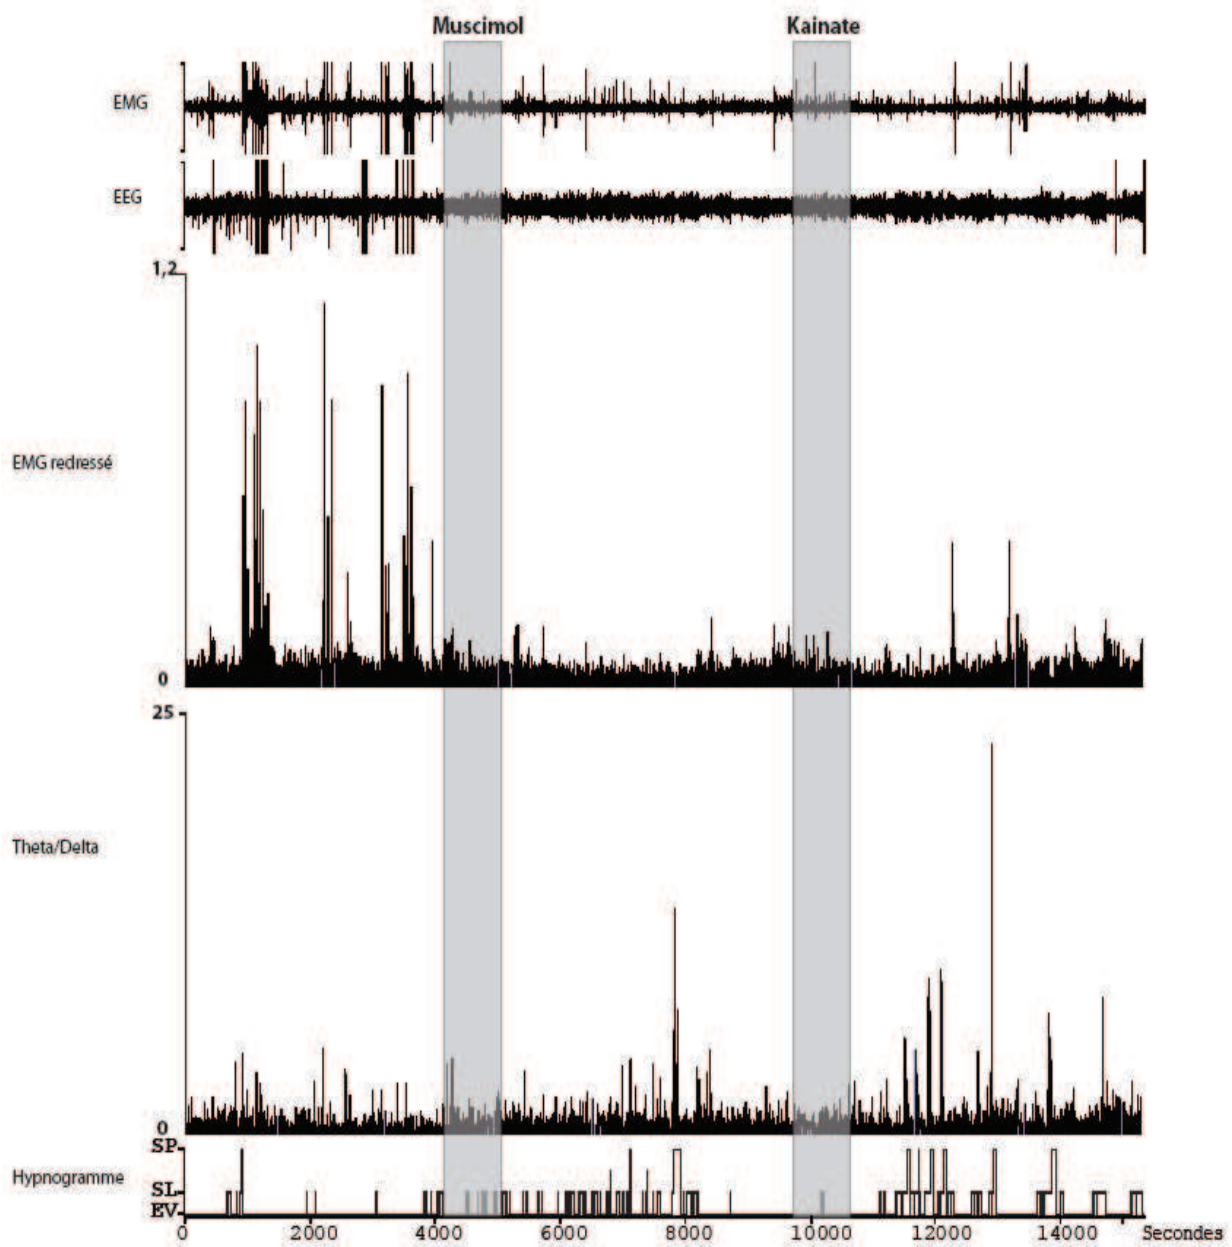 Muscimol Kainate
EMG
EEG
1,2
EMG redressé
0
25
Theta/Delta
0
SP
Hypnogramme
SL
EV
0 2000 4000 6000 8000 10000 12000 14000 Secondes